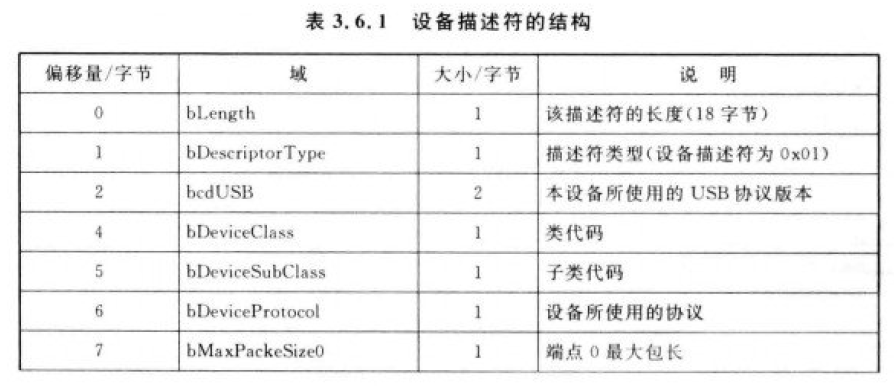 表 3.6.1 设备描述符的结构
偏移量/字节 域 大小/字节 说 明
0 bLength 1 该描述符的长度(18 字节)
1 bDescriptorType 1 描述符类型(设备描述符为 0x01)
2 bcdUSB 2 本设备所使用的 USB 协议版本
4 bDeviceClass 1 类代码
5 bDeviceSubClass 1 子类代码
6 bDeviceProtocol 1 设备所使用的协议
7 bMaxPackeSize0 1 端点 0 最大包长